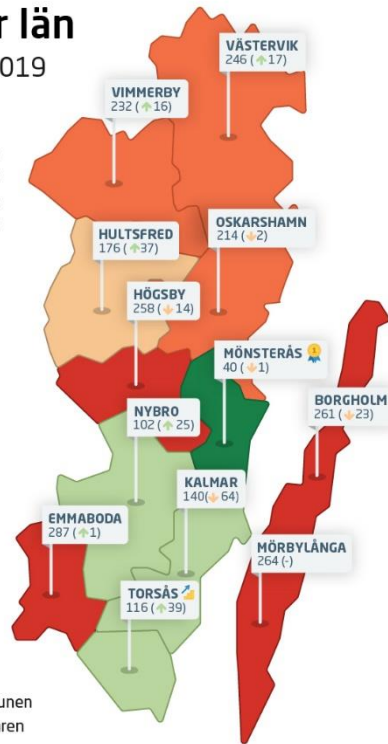 r län
2019
VÄSTERVIK
246 (↑17)
VIMMERBY
232 (↑16)
HULTSFRED
176 (↑37)
OSKARSHAMN
214 (↓2)
HÖGSBY
258 (↓14)
MÖNSTERÅS
40 (↓1)
BORGHOLM
261 (↓23)
NYBRO
102 (↑25)
KALMAR
140(↓64)
EMMABODA
287 (↑1)
MÖRBYLÅNGA
264 (-)
TORSÅS
116 (↑39)
unen
aren